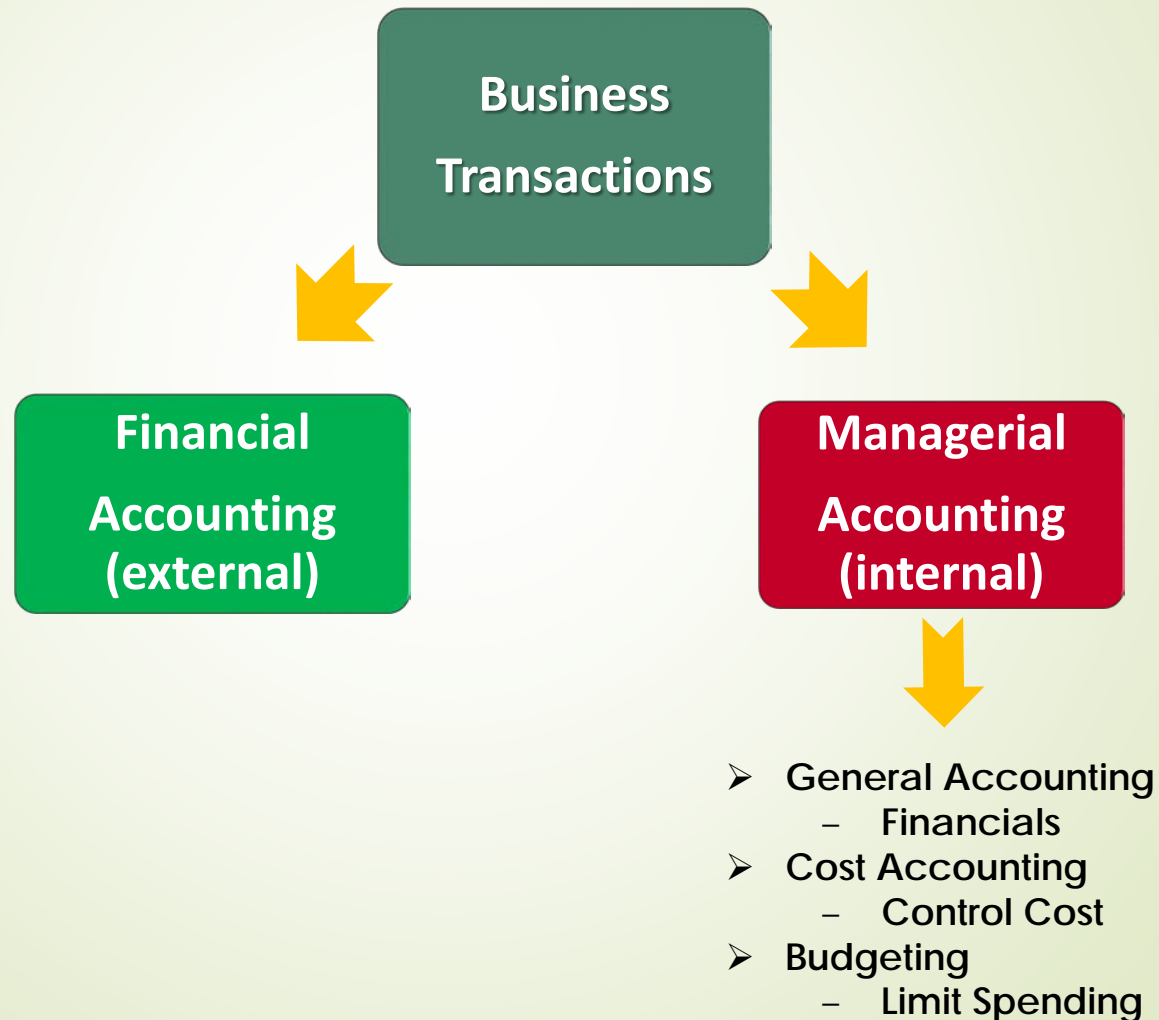 Business
Transactions
Financial
Accounting
(external)
Managerial
Accounting
(internal)
➢ General Accounting
– Financials
➢ Cost Accounting
– Control Cost
➢ Budgeting
– Limit Spending